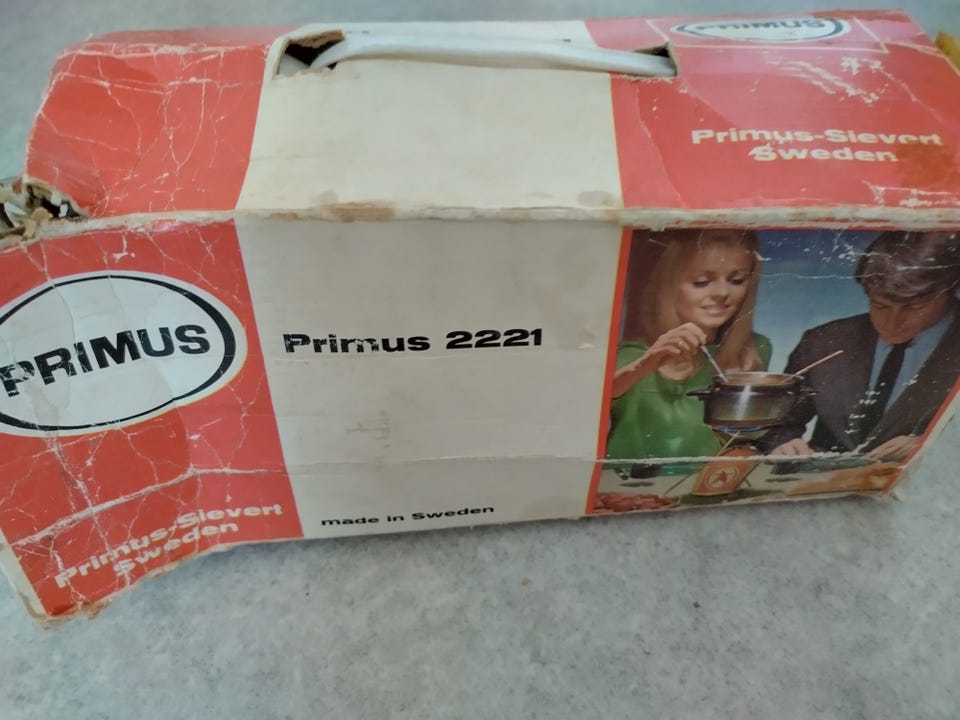 PRIMUS
Primus-Sievert
Sweden
PRIMUS
Primus 2221
made in Sweden
Primus-Sievert
Sweden